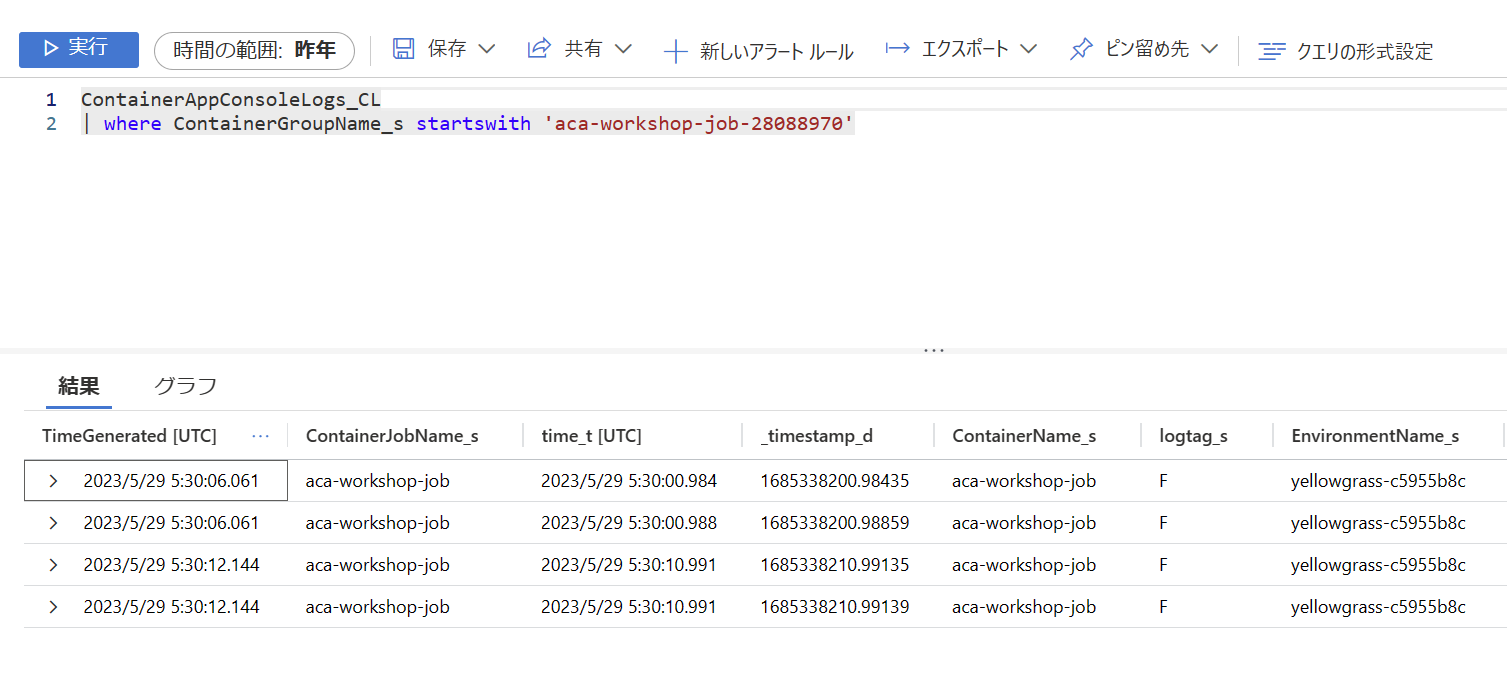 実行 時間の範囲: 昨年 保存 共有 新しいアラート ルール エクスポート ピン留め先 クエリの形式設定
1 ContainerAppConsoleLogs_CL
2 | where ContainerGroupName_s startswith 'aca-workshop-job-28088970'
結果 グラフ
TimeGenerated [UTC] ContainerJobName_s time_t [UTC] _timestamp_d ContainerName_s logtag_s EnvironmentName_s
2023/5/29 5:30:06.061 aca-workshop-job 2023/5/29 5:30:00.984 1685338200.98435 aca-workshop-job F yellowgrass-c5955b8c
2023/5/29 5:30:06.061 aca-workshop-job 2023/5/29 5:30:00.988 1685338200.98859 aca-workshop-job F yellowgrass-c5955b8c
2023/5/29 5:30:12.144 aca-workshop-job 2023/5/29 5:30:10.991 1685338210.99135 aca-workshop-job F yellowgrass-c5955b8c
2023/5/29 5:30:12.144 aca-workshop-job 2023/5/29 5:30:10.991 1685338210.99139 aca-workshop-job F yellowgrass-c5955b8c